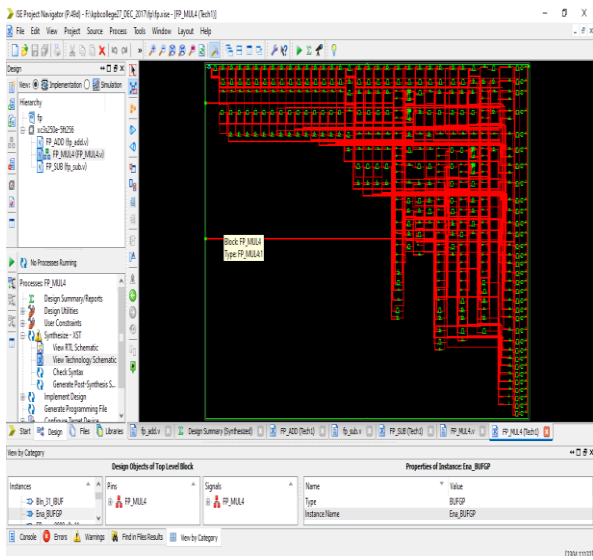 ISE Project Navigator (P.49d) - F:\kpbcollege27_DEC_2017\fp\fp.xise - [FP_MUL4 (Tech1)]
File Edit View Project Source Process Tools Window Layout Help
Design
View: Implementation Simulation
Hierarchy
fp
xc3s250e-5ft256
FP_ADD (fp_add.v)
FP_MUL4 (FP_MUL4.v)
FP_SUB (fp_sub.v)
Block: FP_MUL4
Type: FP_MUL4:1
No Processes Running
Processes: FP_MUL4
Design Summary/Reports
Design Utilities
User Constraints
Synthesize - XST
View RTL Schematic
View Technology Schematic
Check Syntax
Generate Post-Synthesis S...
Implement Design
Generate Programming File
Configure Target Device
Start Design Files Libraries
fp_add.v Design Summary (Synthesized) FP_ADD (Tech1) fp_sub.v FP_SUB (Tech1) FP_MUL4.v FP_MUL4 (Tech1)
View by Category
Design Objects of Top Level Block Properties of Instance: Ena_BUFGP
Instances Pins Signals Name Value
Bin_31_IBUF FP_MUL4 FP_MUL4 Type BUFGP
Ena_BUFGP Instance Name Ena_BUFGP
Console Errors Warnings Find in Files Results View by Category